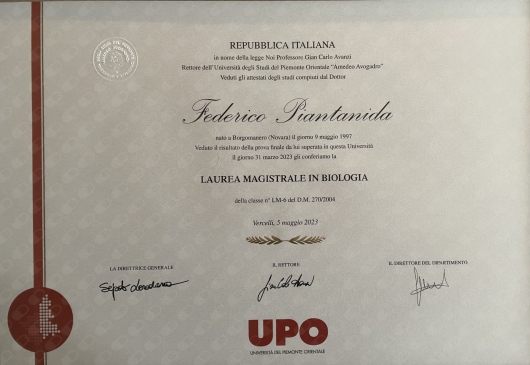 REPUBBLICA ITALIANA
in nome della legge Noi Professore Gian Carlo Avanzi
Rettore dell'Università degli Studi del Piemonte Orientale "Amedeo Avogadro"
Veduti gli attestati degli studi compiuti dal Dottor
Federico Piantanida
nato a Borgomanero (Novara) il giorno 9 maggio 1997
Veduto il risultato della prova finale da lui superata in questa Università
il giorno 31 marzo 2023 gli conferiamo la
LAUREA MAGISTRALE IN BIOLOGIA
della classe n° LM-6 del D.M. 270/2004
Vercelli, 5 maggio 2023
LA DIRETTRICE GENERALE
IL RETTORE
IL DIRETTORE DEL DIPARTIMENTO
UPO
UNIVERSITÀ DEL PIEMONTE ORIENTALE